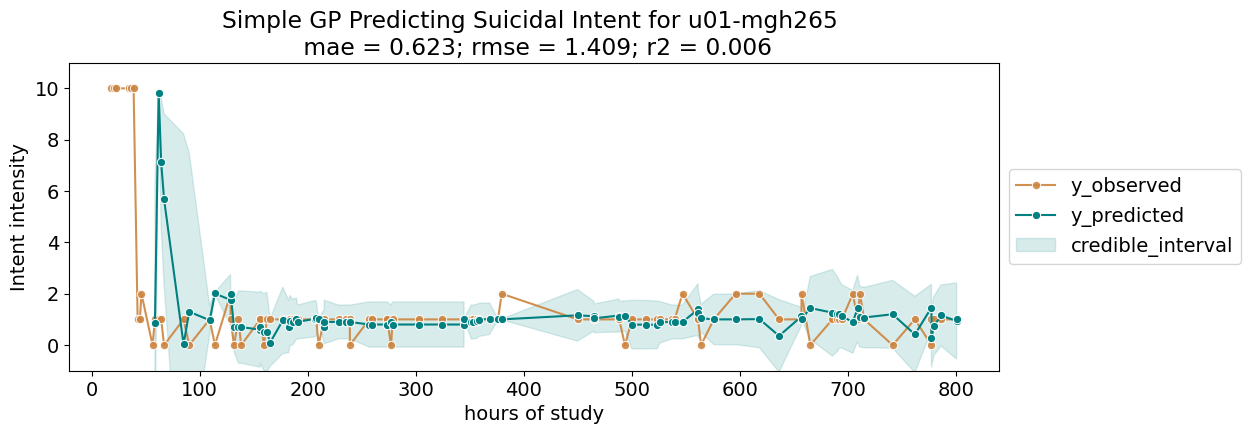 Simple GP Predicting Suicidal Intent for u01-mgh265
mae = 0.623; rmse = 1.409; r2 = 0.006
10
8
6
4
2
0
Intent intensity
0 100 200 300 400 500 600 700 800
hours of study
y_observed
y_predicted
credible_interval